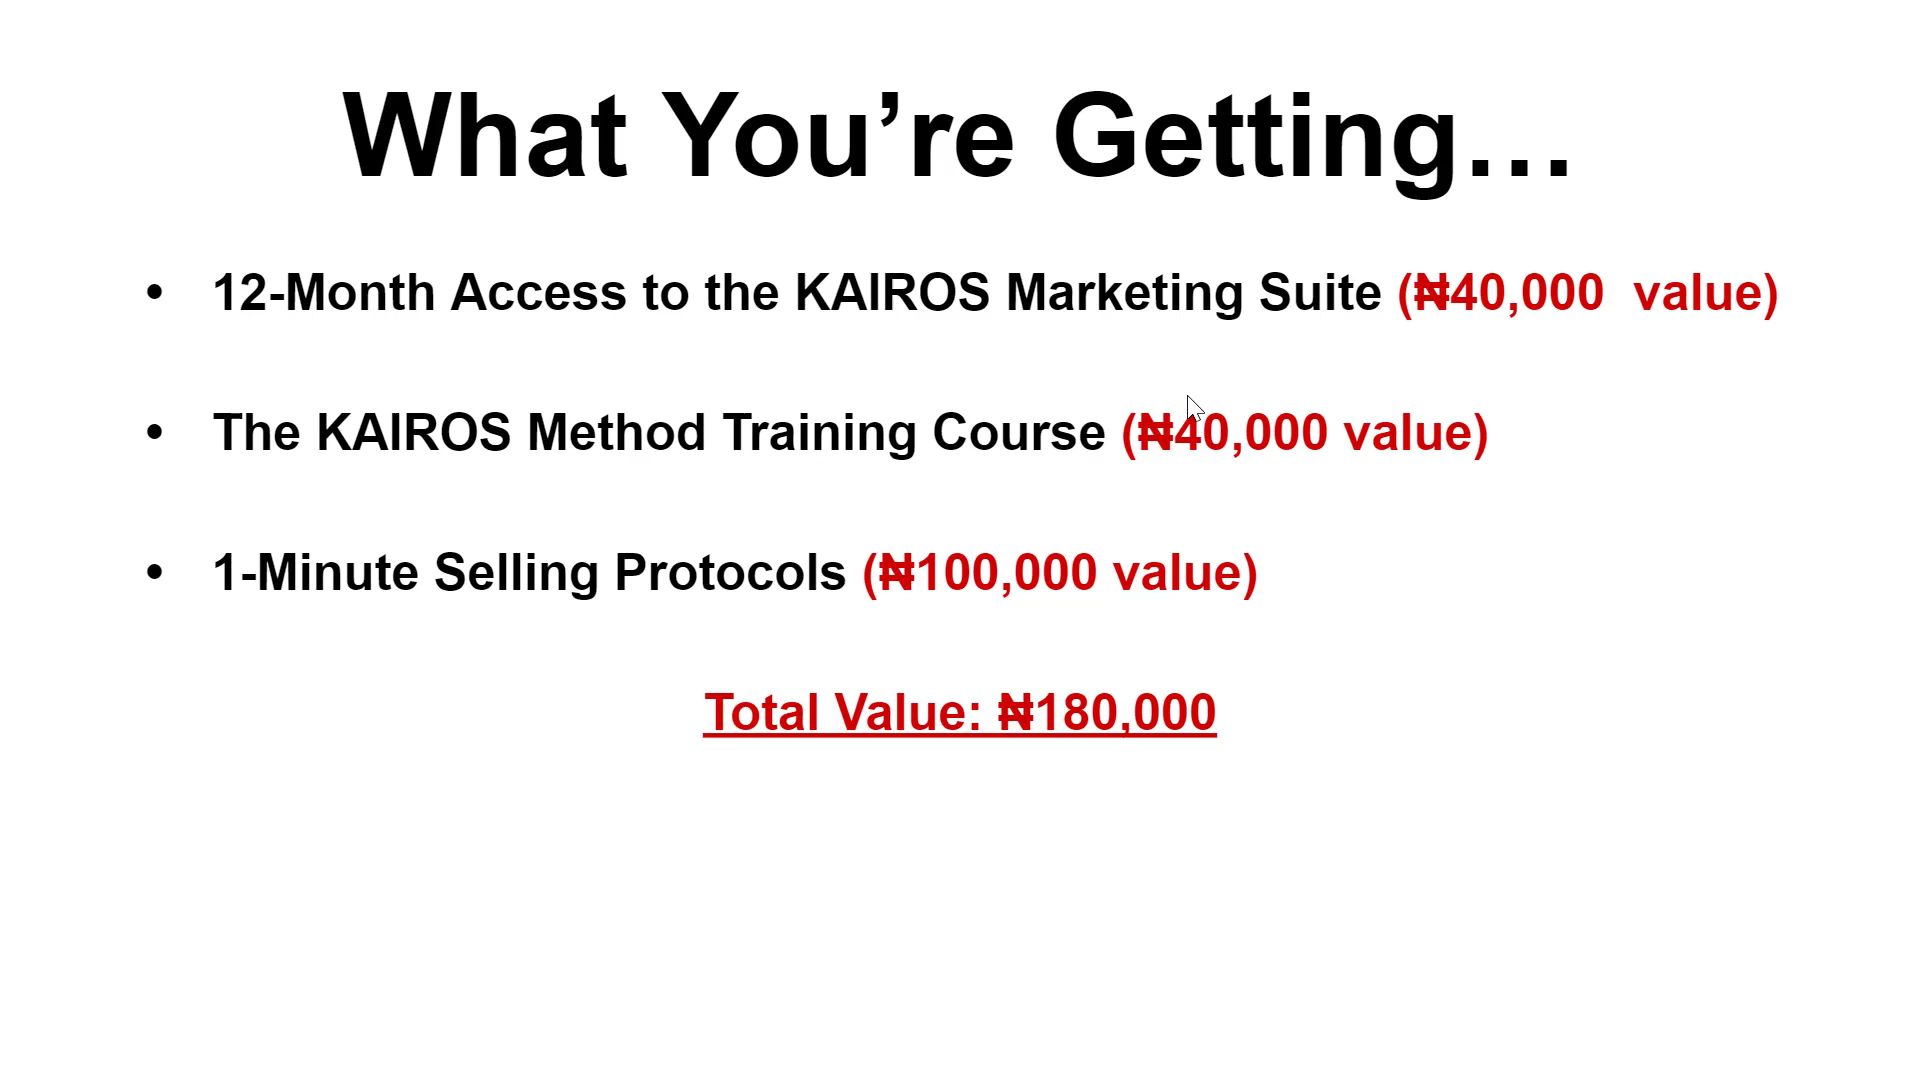 What You’re Getting…
• 12-Month Access to the KAIROS Marketing Suite (₦40,000  value)
• The KAIROS Method Training Course (₦40,000 value)
• 1-Minute Selling Protocols (₦100,000 value)
Total Value: ₦180,000